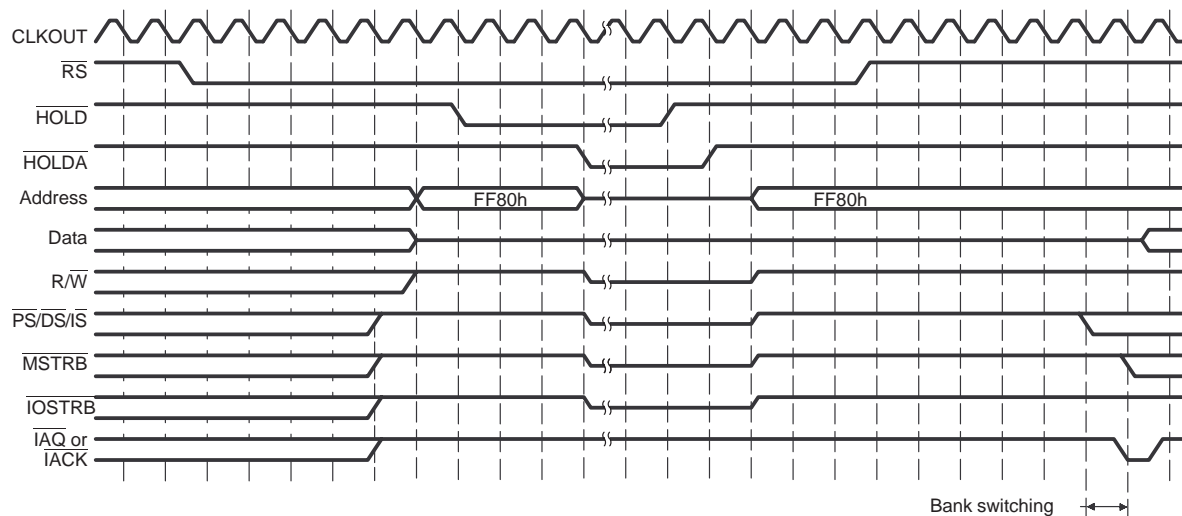 CLKOUT
RS
HOLD
HOLDA
Address FF80h FF80h
Data
R/W
PS/DS/IS
MSTRB
IOSTRB
IAQ or
IACK
Bank switching